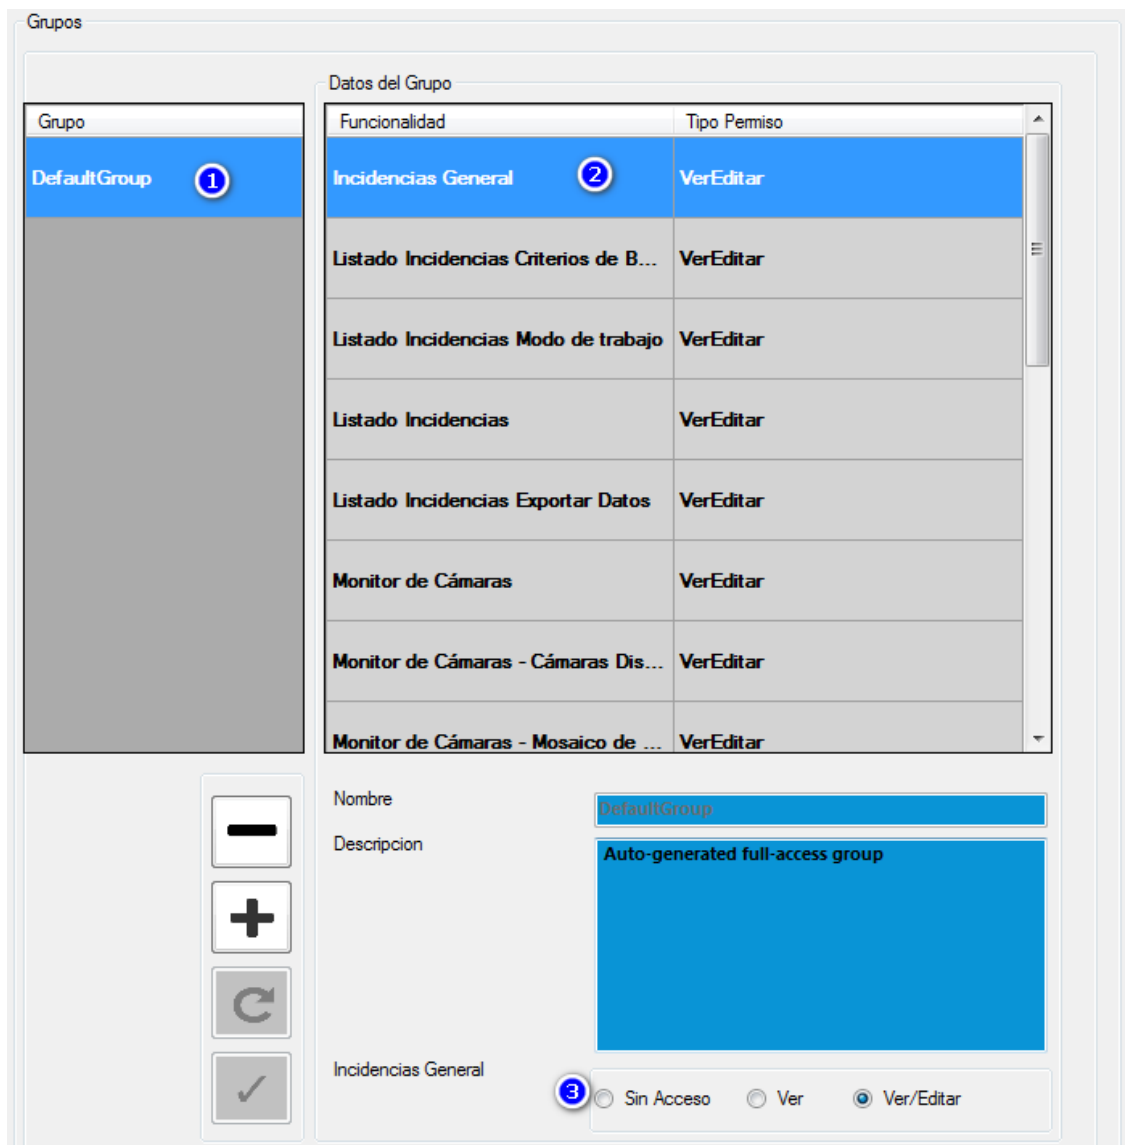 Grupos
Datos del Grupo
Grupo
Funcionalidad Tipo Permiso
DefaultGroup 1
Incidencias General 2 VerEditar
Listado Incidencias Criterios de B... VerEditar
Listado Incidencias Modo de trabajo VerEditar
Listado Incidencias VerEditar
Listado Incidencias Exportar Datos VerEditar
Monitor de Cámaras VerEditar
Monitor de Cámaras - Cámaras Dis... VerEditar
Monitor de Cámaras - Mosaico de ... VerEditar
Nombre DefaultGroup
Descripcion Auto-generated full-access group
Incidencias General
3 Sin Acceso Ver Ver/Editar